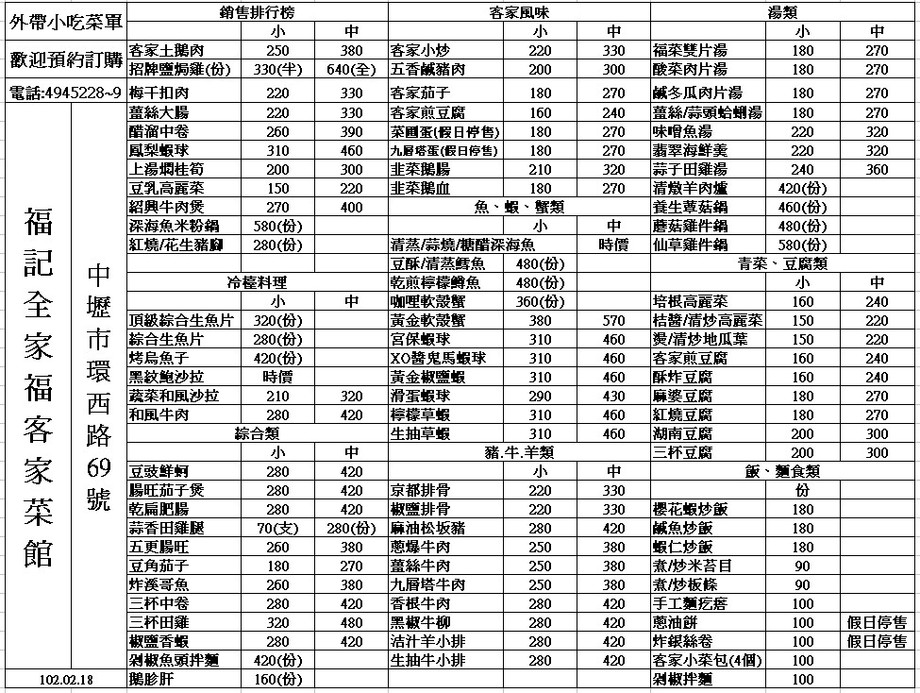 外帶小吃菜單
歡迎預約訂購
電話:4945228~9
福記全家福客家菜館
中壢市環西路69號
102.02.18
銷售排行榜
小 中
客家土鵝肉 250 380
招牌鹽焗雞(份) 330(半) 640(全)
梅干扣肉 220 330
薑絲大腸 220 330
醋溜中卷 260 390
鳳梨蝦球 310 460
上湯燜桂筍 200 300
豆乳高麗菜 150 220
紹興牛肉煲 270 400
深海魚米粉鍋 580(份)
紅燒/花生豬腳 280(份)
冷檯料理
小 中
頂級綜合生魚片 320(份)
綜合生魚片 280(份)
烤烏魚子 420(份)
黑紋鮑沙拉 時價
蔬菜和風沙拉 210 320
和風牛肉 280 420
綜合類
小 中
豆豉鮮蚵 280 420
腸旺茄子煲 280 420
乾扁肥腸 280 420
蒜香田雞腿 70(支) 280(份)
五更腸旺 260 380
豆角茄子 180 270
炸溪哥魚 260 380
三杯中卷 280 420
三杯田雞 320 480
椒鹽香蝦 280 420
剁椒魚頭拌麵 420(份)
鵝胗肝 160(份)
客家風味
小 中
客家小炒 220 330
五香鹹豬肉 200 300
客家茄子 180 270
客家煎豆腐 160 240
菜圃蛋(假日停售) 180 270
九層塔蛋(假日停售) 180 270
韭菜鵝腸 210 320
韭菜鵝血 180 270
魚、蝦、蟹類
小 中
清蒸/蒜燒/糖醋深海魚 時價
豆酥/清蒸鱈魚 480(份)
乾煎檸檬鱒魚 480(份)
咖哩軟殼蟹 360(份)
黃金軟殼蟹 380 570
宮保蝦球 310 460
XO醬鬼馬蝦球 310 460
黃金椒鹽蝦 310 460
滑蛋蝦球 290 430
檸檬草蝦 310 460
生抽草蝦 310 460
豬.牛.羊類
小 中
京都排骨 220 330
椒鹽排骨 220 330
麻油松坂豬 280 420
蔥爆牛肉 250 380
薑絲牛肉 250 380
九層塔牛肉 250 380
香根牛肉 280 420
黑椒牛柳 280 420
沾汁羊小排 280 420
生抽牛小排 280 420
湯類
小 中
福菜雙片湯 180 270
酸菜肉片湯 180 270
鹹冬瓜肉片湯 180 270
薑絲/蒜頭蛤蜊湯 180 270
味噌魚湯 220 320
翡翠海鮮羹 220 320
蒜子田雞湯 240 360
清燉羊肉爐 420(份)
養生蕈菇鍋 460(份)
蘑菇雞件鍋 480(份)
仙草雞件鍋 580(份)
青菜、豆腐類
小 中
培根高麗菜 160 240
桔醬/清炒高麗菜 150 220
燙/清炒地瓜葉 150 220
客家煎豆腐 160 240
酥炸豆腐 160 240
麻婆豆腐 180 270
紅燒豆腐 180 270
湖南豆腐 200 300
三杯豆腐 200 300
飯、麵食類
份
櫻花蝦炒飯 180
鹹魚炒飯 180
蝦仁炒飯 180
煮/炒米苔目 90
煮/炒板條 90
手工麵疙瘩 100
蔥油餅 100 假日停售
炸銀絲卷 100 假日停售
客家小菜包(4個) 100
剁椒拌麵 100